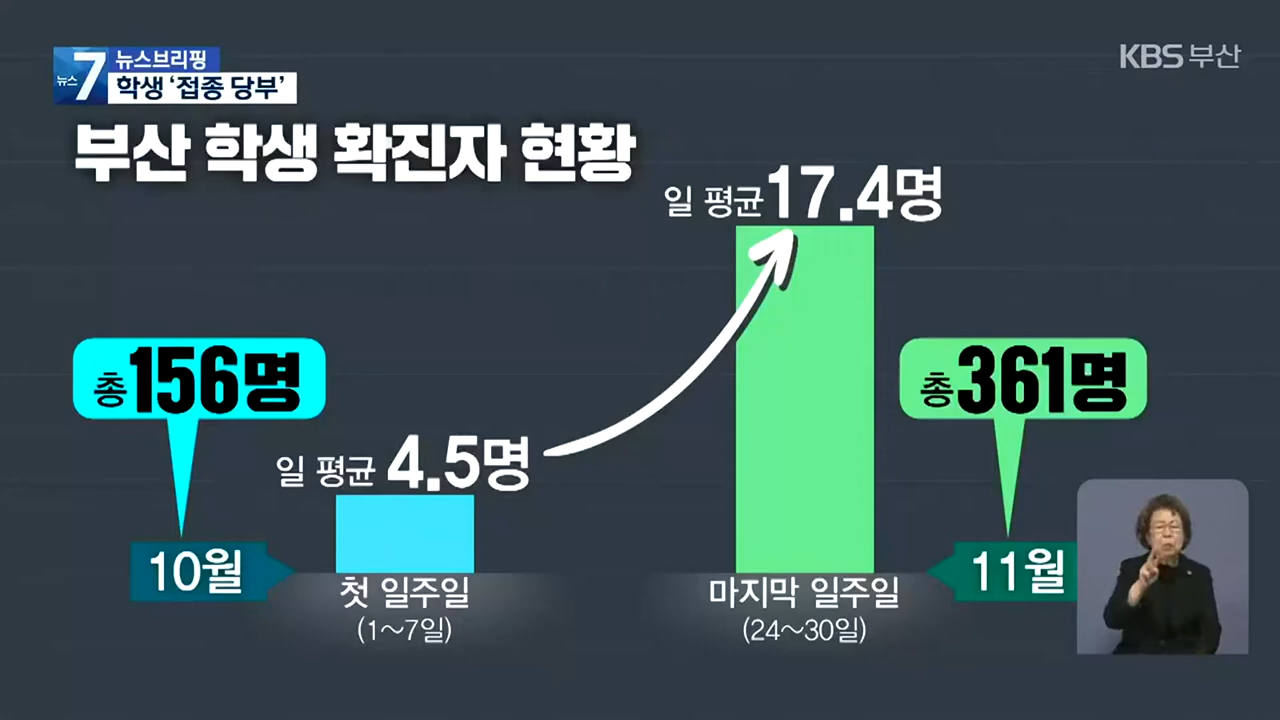 뉴스7
뉴스브리핑
학생 ‘접종 당부’
KBS 부산
부산 학생 확진자 현황
일 평균 17.4명
총 156명
총 361명
일 평균 4.5명
10월
첫 일주일
(1~7일)
마지막 일주일
(24~30일)
11월